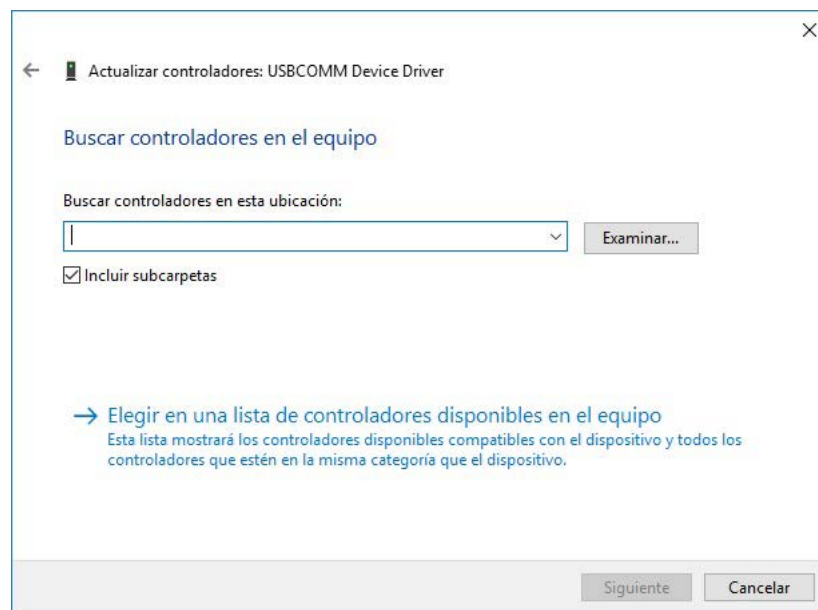 Actualizar controladores: USBCOMM Device Driver
Buscar controladores en el equipo
Buscar controladores en esta ubicación:
Examinar...
Incluir subcarpetas
Elegir en una lista de controladores disponibles en el equipo
Esta lista mostrará los controladores disponibles compatibles con el dispositivo y todos los
controladores que estén en la misma categoría que el dispositivo.
Siguiente
Cancelar